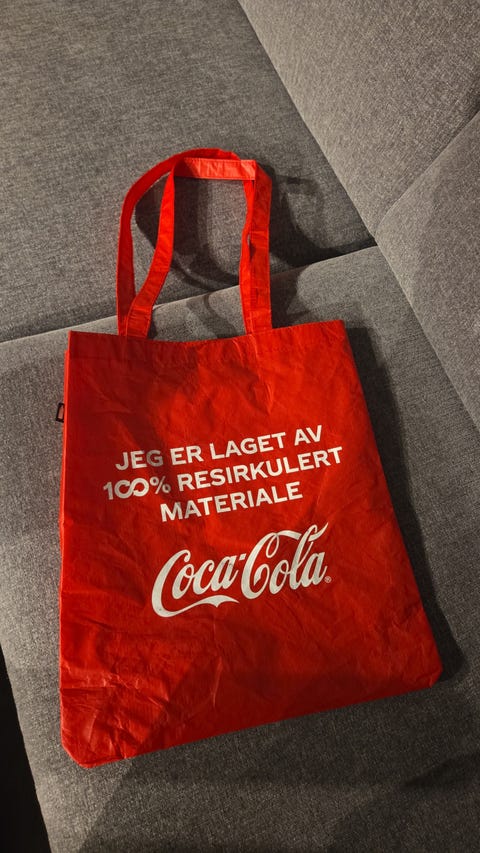 JEG ER LAGET AV
100% RESIRKULERT
MATERIALE
Coca-Cola®